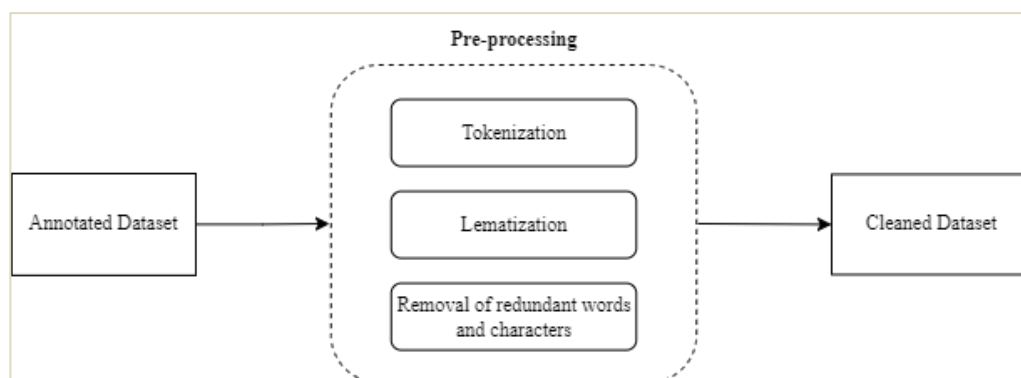 Pre-processing
Tokenization
Annotated Dataset
Lematization
Cleaned Dataset
Removal of redundant words
and characters